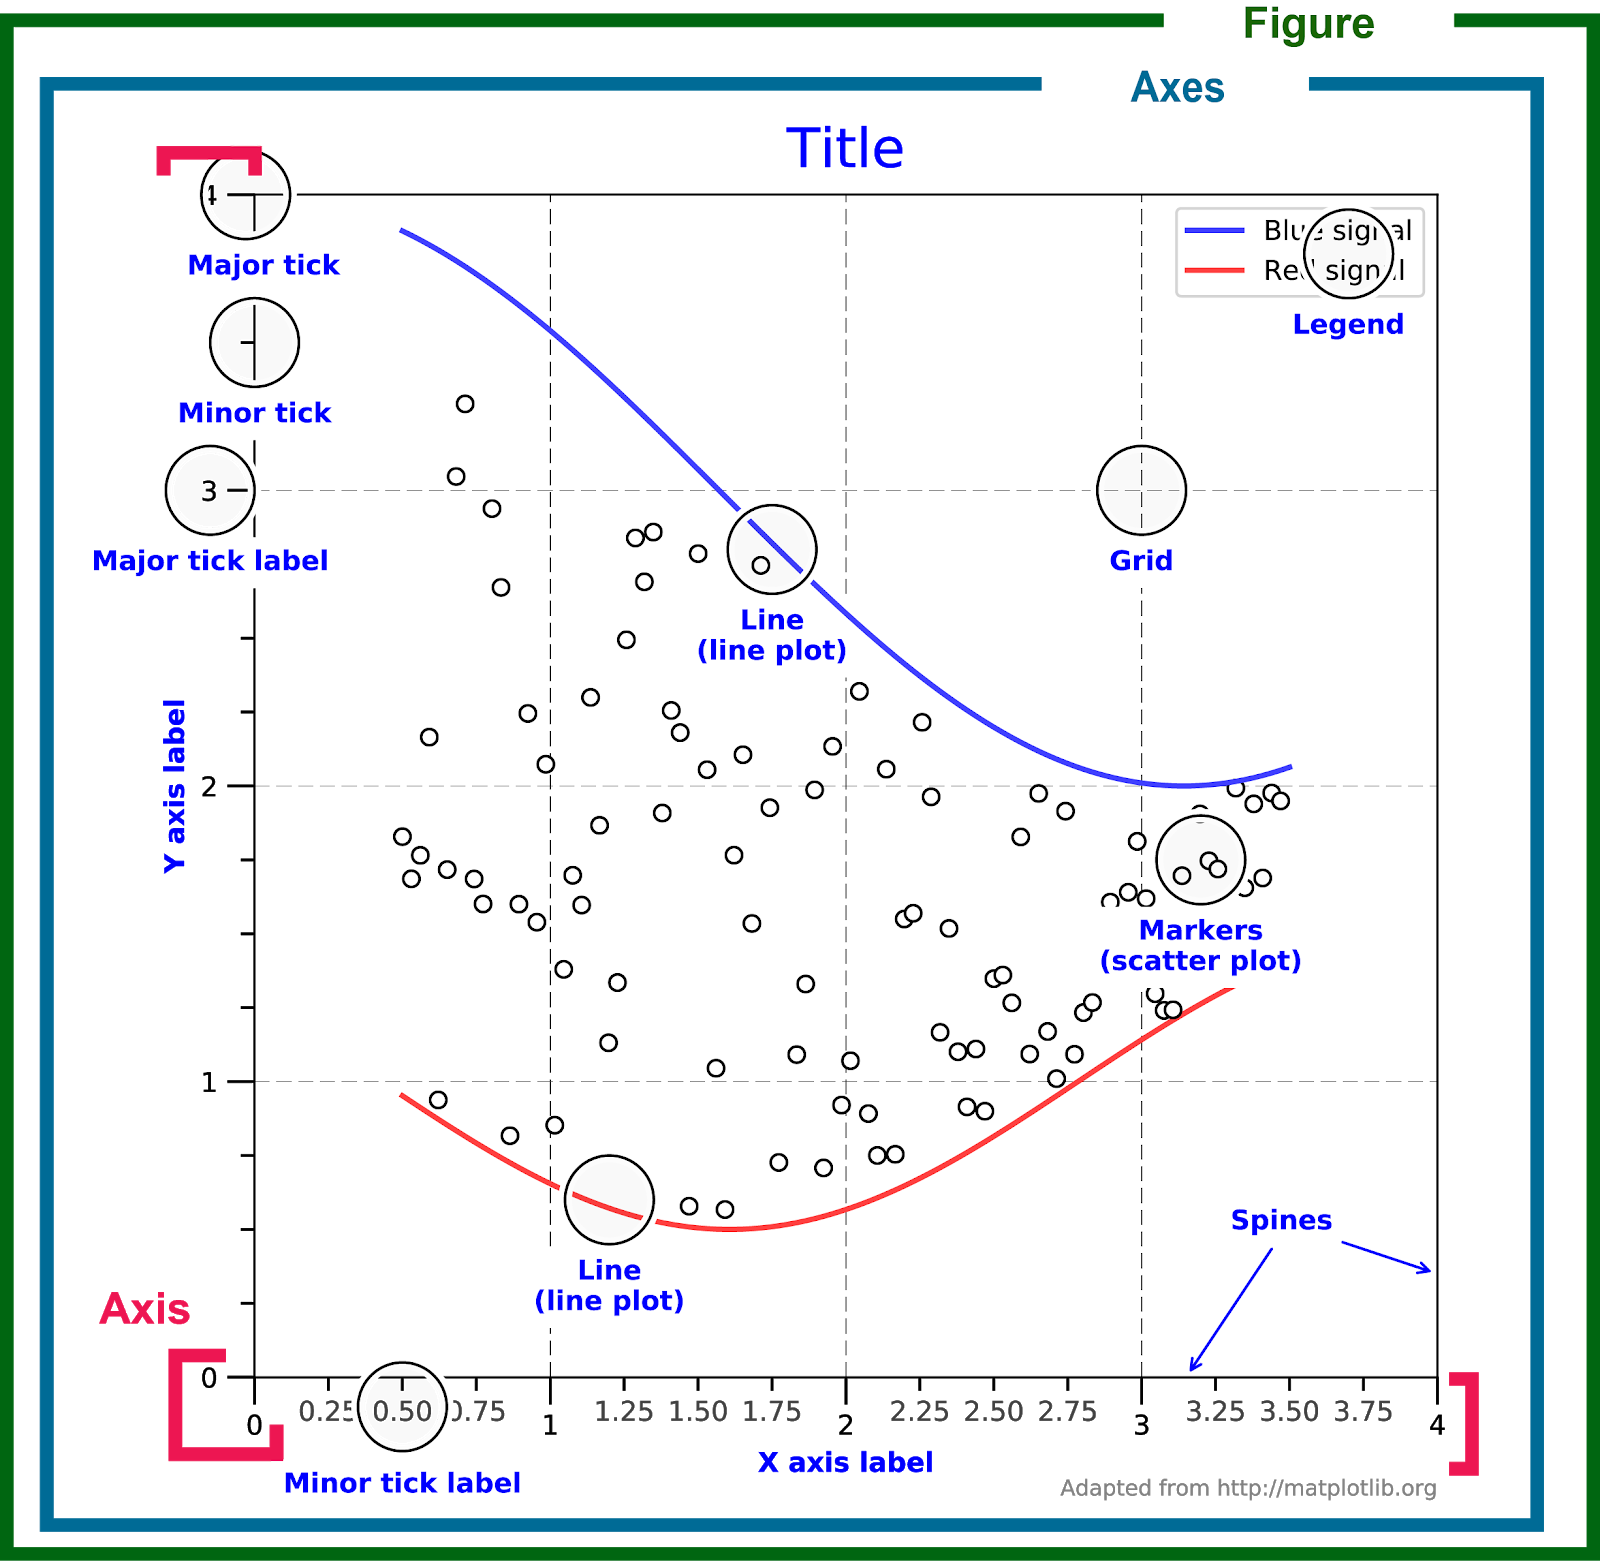 Figure
Axes
Title
4
Major tick
Blue signal
Red signal
Legend
Minor tick
3
Major tick label
Grid
Line
(line plot)
Y axis label
2
Markers
(scatter plot)
1
Spines
Line
(line plot)
Axis
0
0 0.25 0.50 0.75 1 1.25 1.50 1.75 2 2.25 2.50 2.75 3 3.25 3.50 3.75 4
X axis label
Minor tick label
Adapted from http://matplotlib.org